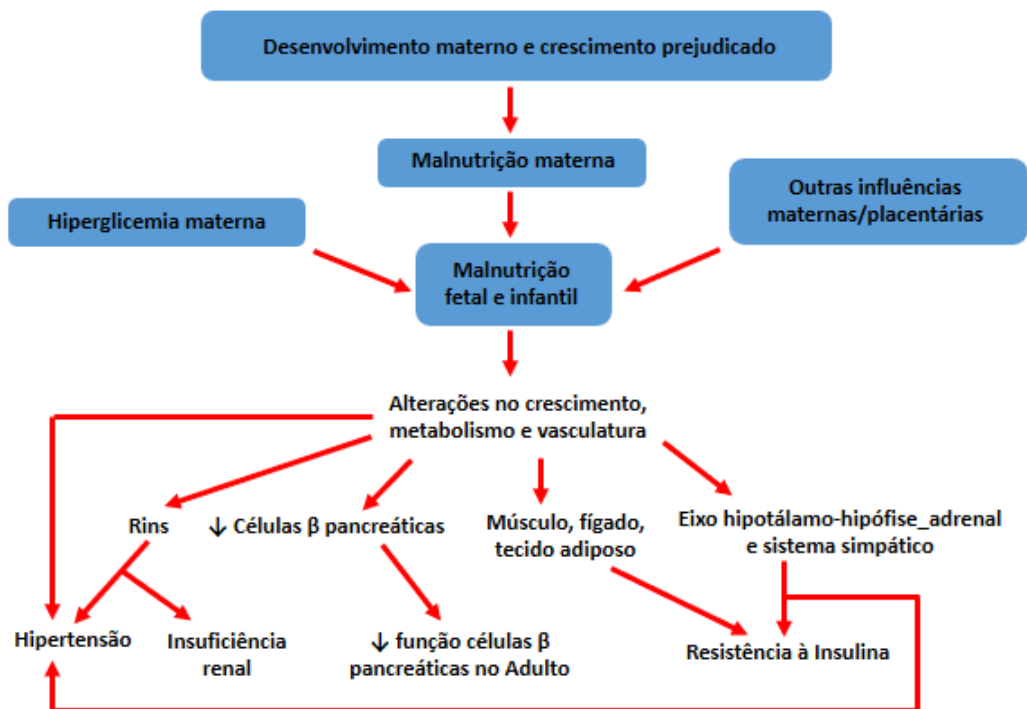 Desenvolvimento materno e crescimento prejudicado
Malnutrição materna
Outras influências
maternas/placentárias
Hiperglicemia materna
Malnutrição
fetal e infantil
Alterações no crescimento,
metabolismo e vasculatura
Rins
↓ Células β pancreáticas
Músculo, fígado,
tecido adiposo
Eixo hipotálamo-hipófise_adrenal
e sistema simpático
Hipertensão
Insuficiência
renal
↓ função células β
pancreáticas no Adulto
Resistência à Insulina